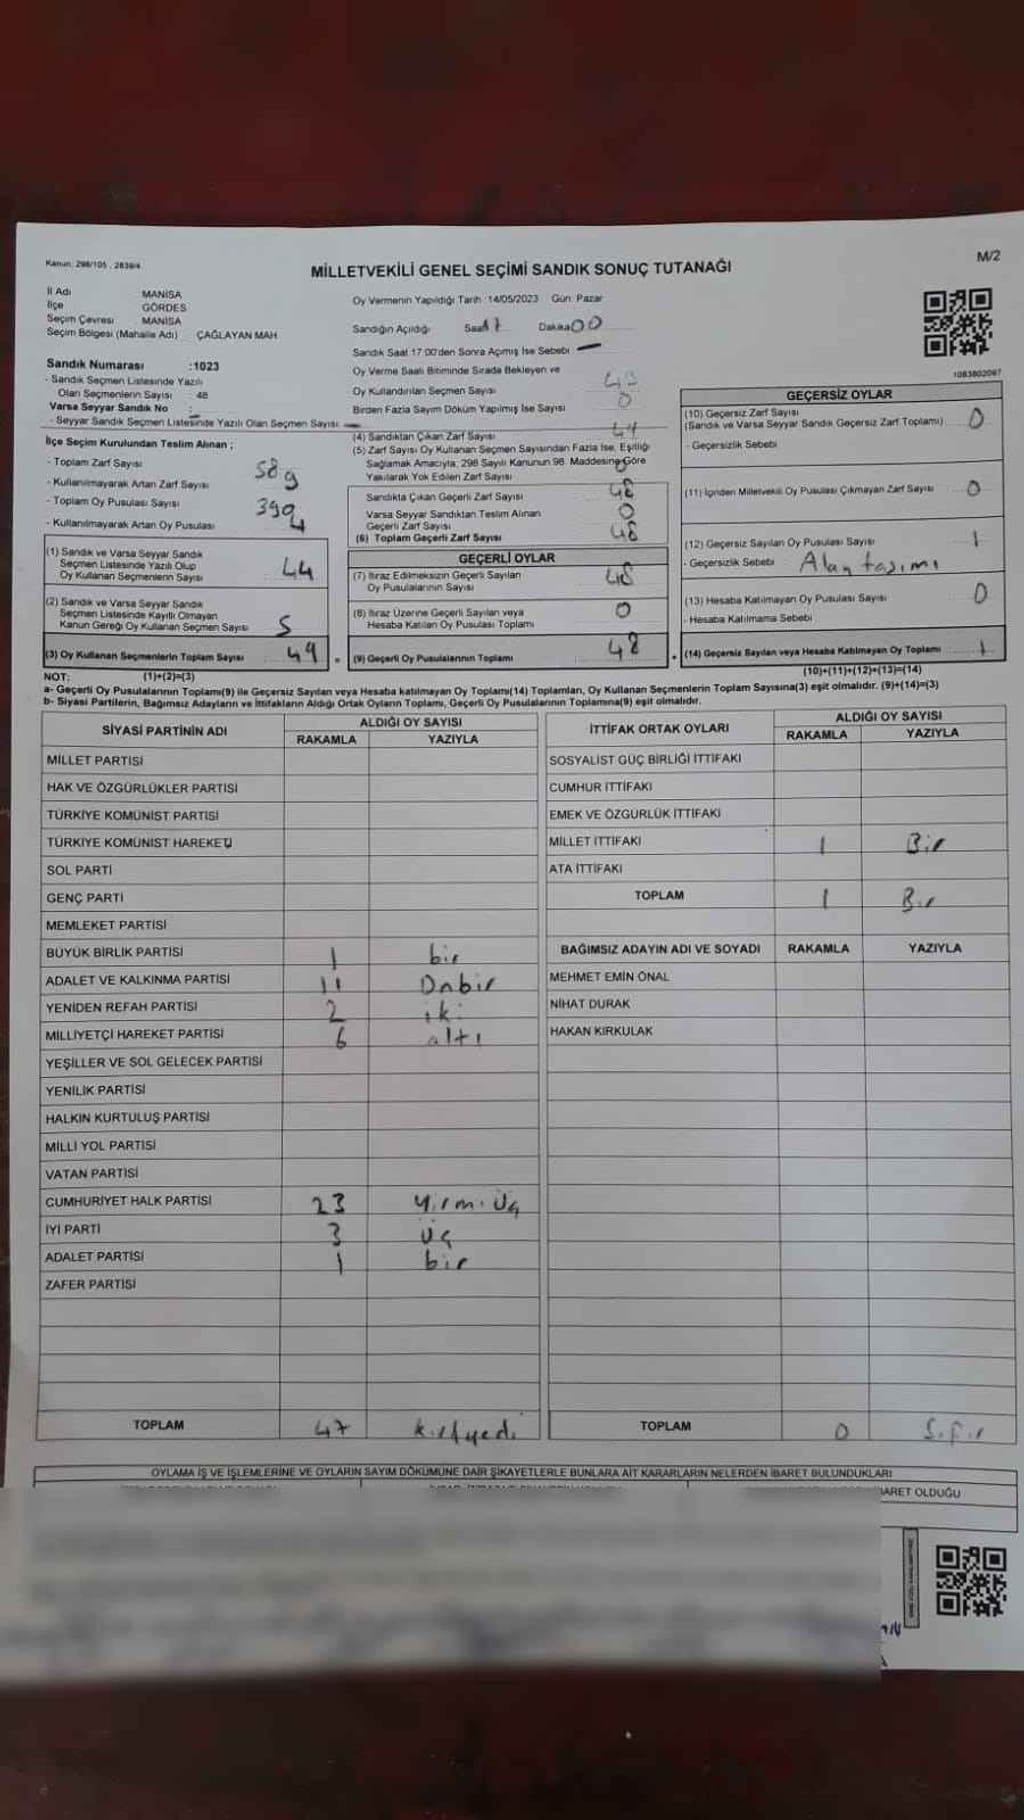 Kanun: 298/105 , 2839/4
MİLLETVEKİLİ GENEL SEÇİMİ SANDIK SONUÇ TUTANAĞI
M/2
İl Adı MANİSA
İlçe GÖRDES
Seçim Çevresi MANİSA
Seçim Bölgesi (Mahalle Adı) ÇAĞLAYAN MAH
Oy Vermenin Yapıldığı Tarih :14/05/2023 Gün: Pazar
Sandığın Açıldığı Saat 17 Dakika 00
Sandık Saat 17:00'den Sonra Açımış İse Sebebi: —
Oy Verme Saati Bitiminde Sırada Bekleyen ve
Oy Kullandırılan Seçmen Sayısı
Birden Fazla Sayım Döküm Yapılmış İse Sayısı 0
1083802097
Sandık Numarası :1023
- Sandık Seçmen Listesinde Yazılı
Olan Seçmenlerin Sayısı 48
Varsa Seyyar Sandık No : —
- Seyyar Sandık Seçmen Listesinde Yazılı Olan Seçmen Sayısı —
İlçe Seçim Kurulundan Teslim Alınan ;
- Toplam Zarf Sayısı 58
- Kullanılmayarak Artan Zarf Sayısı 9
- Toplam Oy Pusulası Sayısı
- Kullanılmayarak Artan Oy Pusulası
(1) Sandık ve Varsa Seyyar Sandık
Seçmen Listesinde Yazılı Olup
Oy Kullanan Seçmenlerin Sayısı 44
(2) Sandık ve Varsa Seyyar Sandık
Seçmen Listesinde Kayıtlı Olmayan
Kanun Gereği Oy Kullanan Seçmen Sayısı 5
(3) Oy Kullanan Seçmenlerin Toplam Sayısı 49 =
(4) Sandıktan Çıkan Zarf Sayısı
(5) Zarf Sayısı Oy Kullanan Seçmen Sayısından Fazla İse, Eşitliği
Sağlamak Amacıyla; 298 Sayılı Kanunun 98. Maddesine Göre
Yakılarak Yok Edilen Zarf Sayısı 0
Sandıkta Çıkan Geçerli Zarf Sayısı 48
Varsa Seyyar Sandıktan Teslim Alınan
Geçerli Zarf Sayısı 0
(6) Toplam Geçerli Zarf Sayısı 48
GEÇERLİ OYLAR
(7) İtiraz Edilmeksizin Geçerli Sayılan
Oy Pusulalarının Sayısı 48
(8) İtiraz Üzerine Geçerli Sayılan veya
Hesaba Katılan Oy Pusulası Toplamı 0
(9) Geçerli Oy Pusulalarının Toplamı 48 +
GEÇERSİZ OYLAR
(10) Geçersiz Zarf Sayısı
(Sandık ve Varsa Seyyar Sandık Geçersiz Zarf Toplamı) 0
- Geçersizlik Sebebi
(11) İçinden Milletvekili Oy Pusulası Çıkmayan Zarf Sayısı 0
(12) Geçersiz Sayılan Oy Pusulası Sayısı 1
- Geçersizlik Sebebi Alan taşımı
(13) Hesaba Katılmayan Oy Pusulası Sayısı 0
- Hesaba Katılmama Sebebi
(14) Geçersiz Sayılan veya Hesaba Katılmayan Oy Toplamı 1
NOT: (1)+(2)=(3)
(10)+(11)+(12)+(13)=(14)
a- Geçerli Oy Pusulalarının Toplamı(9) ile Geçersiz Sayılan veya Hesaba katılmayan Oy Toplamı(14) Toplamları, Oy Kullanan Seçmenlerin Toplam Sayısına(3) eşit olmalıdır. (9)+(14)=(3)
b- Siyasi Partilerin, Bağımsız Adayların ve İttifakların Aldığı Ortak Oyların Toplamı, Geçerli Oy Pusulalarının Toplamına(9) eşit olmalıdır.
SİYASİ PARTİNİN ADI ALDIĞI OY SAYISI
RAKAMLA YAZIYLA
MİLLET PARTİSİ
HAK VE ÖZGÜRLÜKLER PARTİSİ
TÜRKİYE KOMÜNİST PARTİSİ
TÜRKİYE KOMÜNİST HAREKETİ
SOL PARTİ
GENÇ PARTİ
MEMLEKET PARTİSİ
BÜYÜK BİRLİK PARTİSİ 1 bir
ADALET VE KALKINMA PARTİSİ 11 Onbir
YENİDEN REFAH PARTİSİ 2 iki
MİLLİYETÇİ HAREKET PARTİSİ 6 altı
YEŞİLLER VE SOL GELECEK PARTİSİ
YENİLİK PARTİSİ
HALKIN KURTULUŞ PARTİSİ
MİLLİ YOL PARTİSİ
VATAN PARTİSİ
CUMHURİYET HALK PARTİSİ 23 Yirmi üç
İYİ PARTİ 3 üç
ADALET PARTİSİ 1 bir
ZAFER PARTİSİ
TOPLAM 47 kırkyedi
İTTİFAK ORTAK OYLARI ALDIĞI OY SAYISI
RAKAMLA YAZIYLA
SOSYALİST GÜÇ BİRLİĞİ İTTİFAKI
CUMHUR İTTİFAKI
EMEK VE ÖZGÜRLÜK İTTİFAKI
MİLLET İTTİFAKI 1 Bir
ATA İTTİFAKI
TOPLAM 1 Bir
BAĞIMSIZ ADAYIN ADI VE SOYADI RAKAMLA YAZIYLA
MEHMET EMİN ÖNAL
NİHAT DURAK
HAKAN KIRKULAK
TOPLAM 0 Sıfır
OYLAMA İŞ VE İŞLEMLERİNE VE OYLARIN SAYIM DÖKÜMÜNE DAİR ŞİKAYETLERLE BUNLARA AİT KARARLARIN NELERDEN İBARET BULUNDUKLARI
BARET OLDUĞU